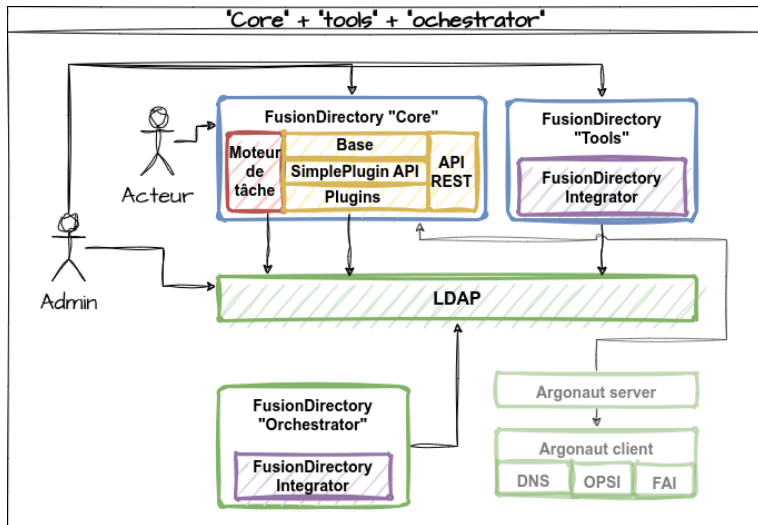 "Core" + "tools" + "ochestrator"
FusionDirectory "Core"
Moteur
de
tâche
Base
SimplePlugin API
Plugins
API
REST
FusionDirectory
"Tools"
FusionDirectory
Integrator
Acteur
Admin
LDAP
FusionDirectory
"Orchestrator"
FusionDirectory
Integrator
Argonaut server
Argonaut client
DNS
OPSI
FAI